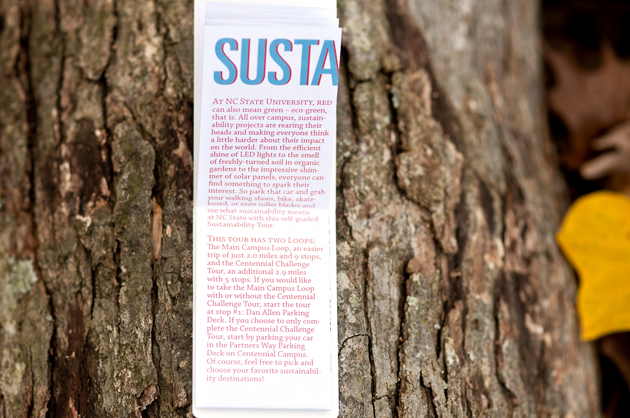 SUSTA
At NC State University, red
can also mean green – eco-green,
that is. All over campus, sustain-
ability projects are rearing their
heads and making everyone think
a little harder about their impact
on the world. From the efficient
shine of LED lights to the smell
of freshly-turned soil in organic
gardens to the impressive shim-
mer of solar panels, everyone can
find something to spark their
interest. So park that car and grab
your walking shoes, bike, skate-
board, or even roller blades and
see what sustainability means
at NC State with this self-guided
Sustainability Tour.
This tour has two Loops:
The Main Campus Loop, an easier
trip of just 2.0 miles and 9 stops,
and the Centennial Challenge
Tour, an additional 2.9 miles
with 5 stops. If you would like
to take the Main Campus Loop
with or without the Centennial
Challenge Tour, start the tour
at stop #1: Dan Allen Parking
Deck. If you choose to only com-
plete the Centennial Challenge
Tour, start by parking your car
in the Partners Way Parking
Deck on Centennial Campus.
Of course, feel free to pick and
choose your favorite sustainabil-
ity destinations!